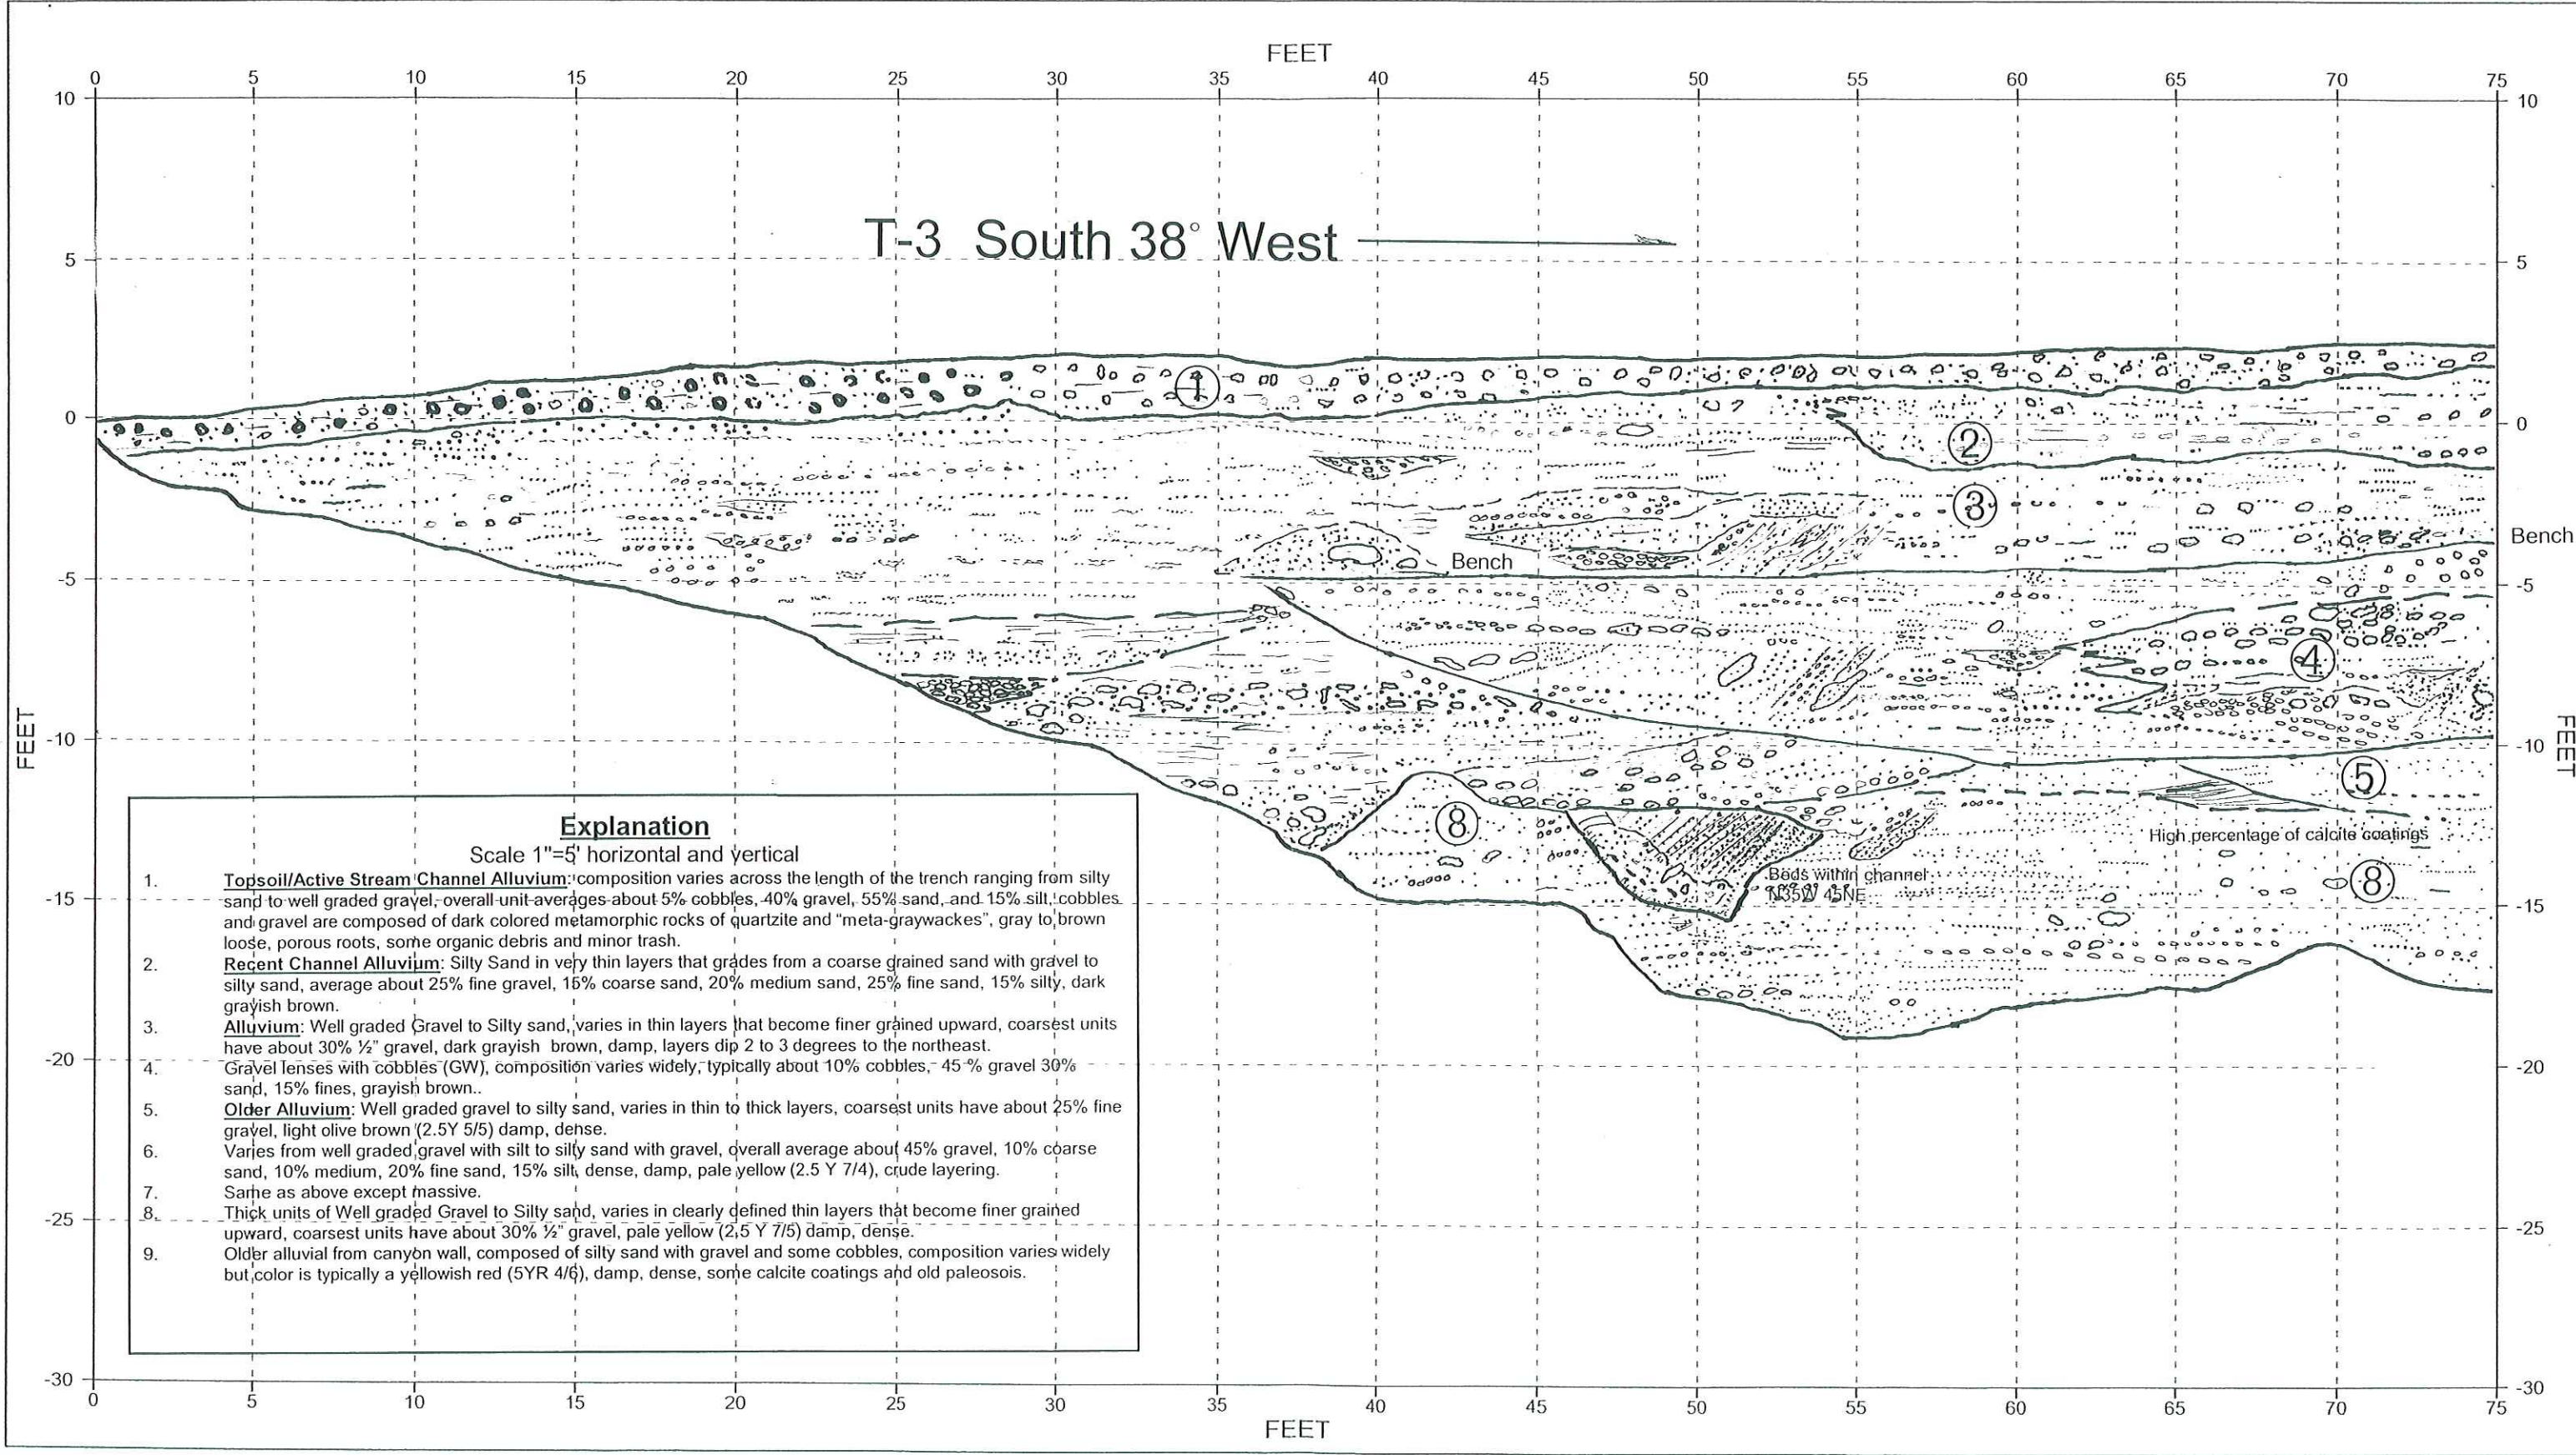 FEET
0 5 10 15 20 25 30 35 40 45 50 55 60 65 70 75
10 10
T-3 South 38° West
5 5
1
0 0
2
3
Bench
Bench
-5 -5
4
FEET
FEET
-10 -10
5
8
High percentage of calcite coatings
Beds within channel
N35W 45NE
8
Explanation
Scale 1"=5' horizontal and vertical
1. Topsoil/Active Stream Channel Alluvium: composition varies across the length of the trench ranging from silty
sand to well graded gravel, overall unit averages about 5% cobbles, 40% gravel, 55% sand, and 15% silt, cobbles
and gravel are composed of dark colored metamorphic rocks of quartzite and "meta-graywackes", gray to brown
loose, porous roots, some organic debris and minor trash.
2. Recent Channel Alluvium: Silty Sand in very thin layers that grades from a coarse grained sand with gravel to
silty sand, average about 25% fine gravel, 15% coarse sand, 20% medium sand, 25% fine sand, 15% silty, dark
grayish brown.
3. Alluvium: Well graded Gravel to Silty sand, varies in thin layers that become finer grained upward, coarsest units
have about 30% ½" gravel, dark grayish brown, damp, layers dip 2 to 3 degrees to the northeast.
4. Gravel lenses with cobbles (GW), composition varies widely, typically about 10% cobbles, 45 % gravel 30%
sand, 15% fines, grayish brown..
5. Older Alluvium: Well graded gravel to silty sand, varies in thin to thick layers, coarsest units have about 25% fine
gravel, light olive brown (2.5Y 5/5) damp, dense.
6. Varies from well graded gravel with silt to silty sand with gravel, overall average about 45% gravel, 10% coarse
sand, 10% medium, 20% fine sand, 15% silt, dense, damp, pale yellow (2.5 Y 7/4), crude layering.
7. Same as above except massive.
8. Thick units of Well graded Gravel to Silty sand, varies in clearly defined thin layers that become finer grained
upward, coarsest units have about 30% ½" gravel, pale yellow (2,5 Y 7/5) damp, dense.
9. Older alluvial from canyon wall, composed of silty sand with gravel and some cobbles, composition varies widely
but color is typically a yellowish red (5YR 4/6), damp, dense, some calcite coatings and old paleosois.
-15 -15
-20 -20
-25 -25
-30 -30
0 5 10 15 20 25 30 35 40 45 50 55 60 65 70 75
FEET